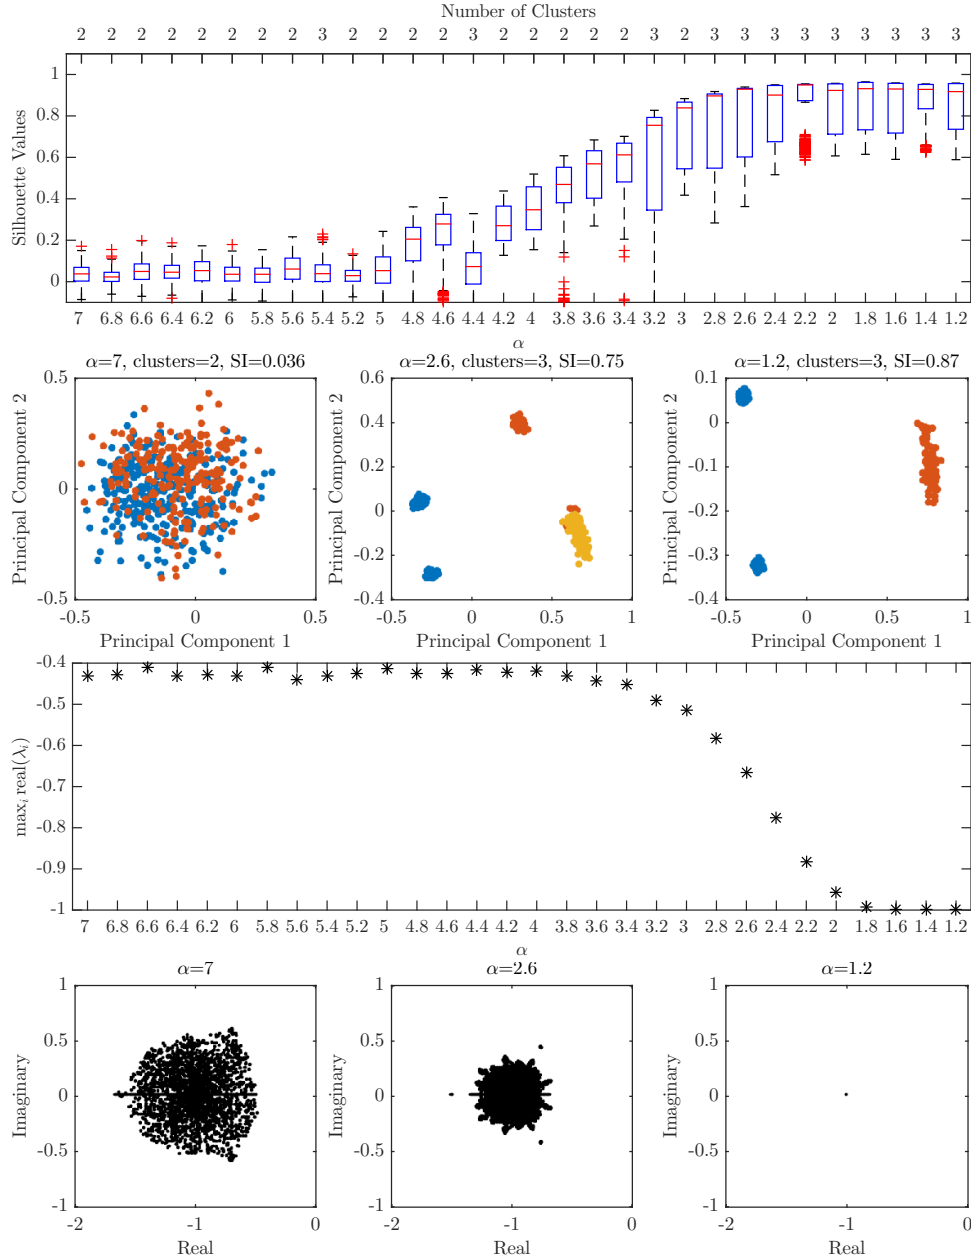 Number of Clusters
2 2 2 2 2 2 2 2 3 2 2 2 2 2 2 2 2 2 2 3 2 3 3 3 3 3 3 3 3 3
Silhouette Values
1
0.8
0.6
0.4
0.2
0
7 6.8 6.6 6.4 6.2 6 5.8 5.6 5.4 5.2 5 4.8 4.6 4.4 4.2 4 3.8 3.6 3.4 3.2 3 2.8 2.6 2.4 2.2 2 1.8 1.6 1.4 1.2
α
α=7, clusters=2, SI=0.036
Principal Component 2
0.5
0
-0.5
-0.5 0 0.5
Principal Component 1
α=2.6, clusters=3, SI=0.75
Principal Component 2
0.6
0.4
0.2
0
-0.2
-0.4
-0.5 0 0.5 1
Principal Component 1
α=1.2, clusters=3, SI=0.87
Principal Component 2
0.1
0
-0.1
-0.2
-0.3
-0.4
-0.5 0 0.5 1
Principal Component 1
max_i real(λ_i)
-0.4
-0.5
-0.6
-0.7
-0.8
-0.9
-1
7 6.8 6.6 6.4 6.2 6 5.8 5.6 5.4 5.2 5 4.8 4.6 4.4 4.2 4 3.8 3.6 3.4 3.2 3 2.8 2.6 2.4 2.2 2 1.8 1.6 1.4 1.2
α
α=7
Imaginary
1
0.5
0
-0.5
-1
-2 -1 0
Real
α=2.6
Imaginary
1
0.5
0
-0.5
-1
-2 -1 0
Real
α=1.2
Imaginary
1
0.5
0
-0.5
-1
-2 -1 0
Real